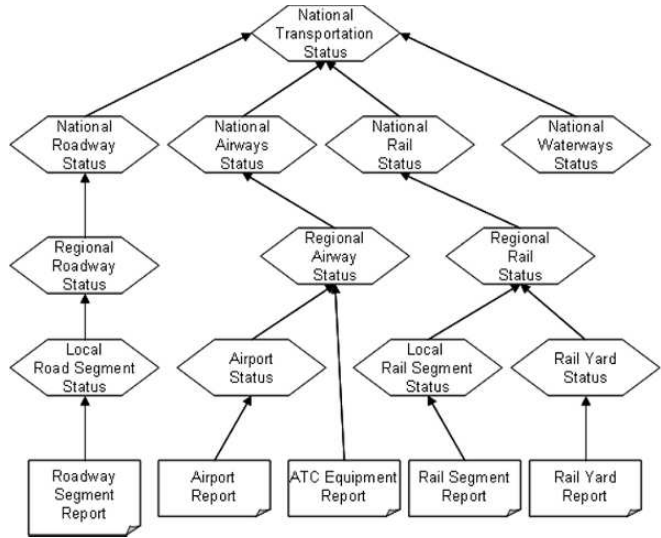 National
Transportation
Status
National
Roadway
Status
National
Airways
Status
National
Rail
Status
National
Waterways
Status
Regional
Roadway
Status
Regional
Airway
Status
Regional
Rail
Status
Local
Road Segment
Status
Airport
Status
Local
Rail Segment
Status
Rail Yard
Status
Roadway
Segment
Report
Airport
Report
ATC Equipment
Report
Rail Segment
Report
Rail Yard
Report